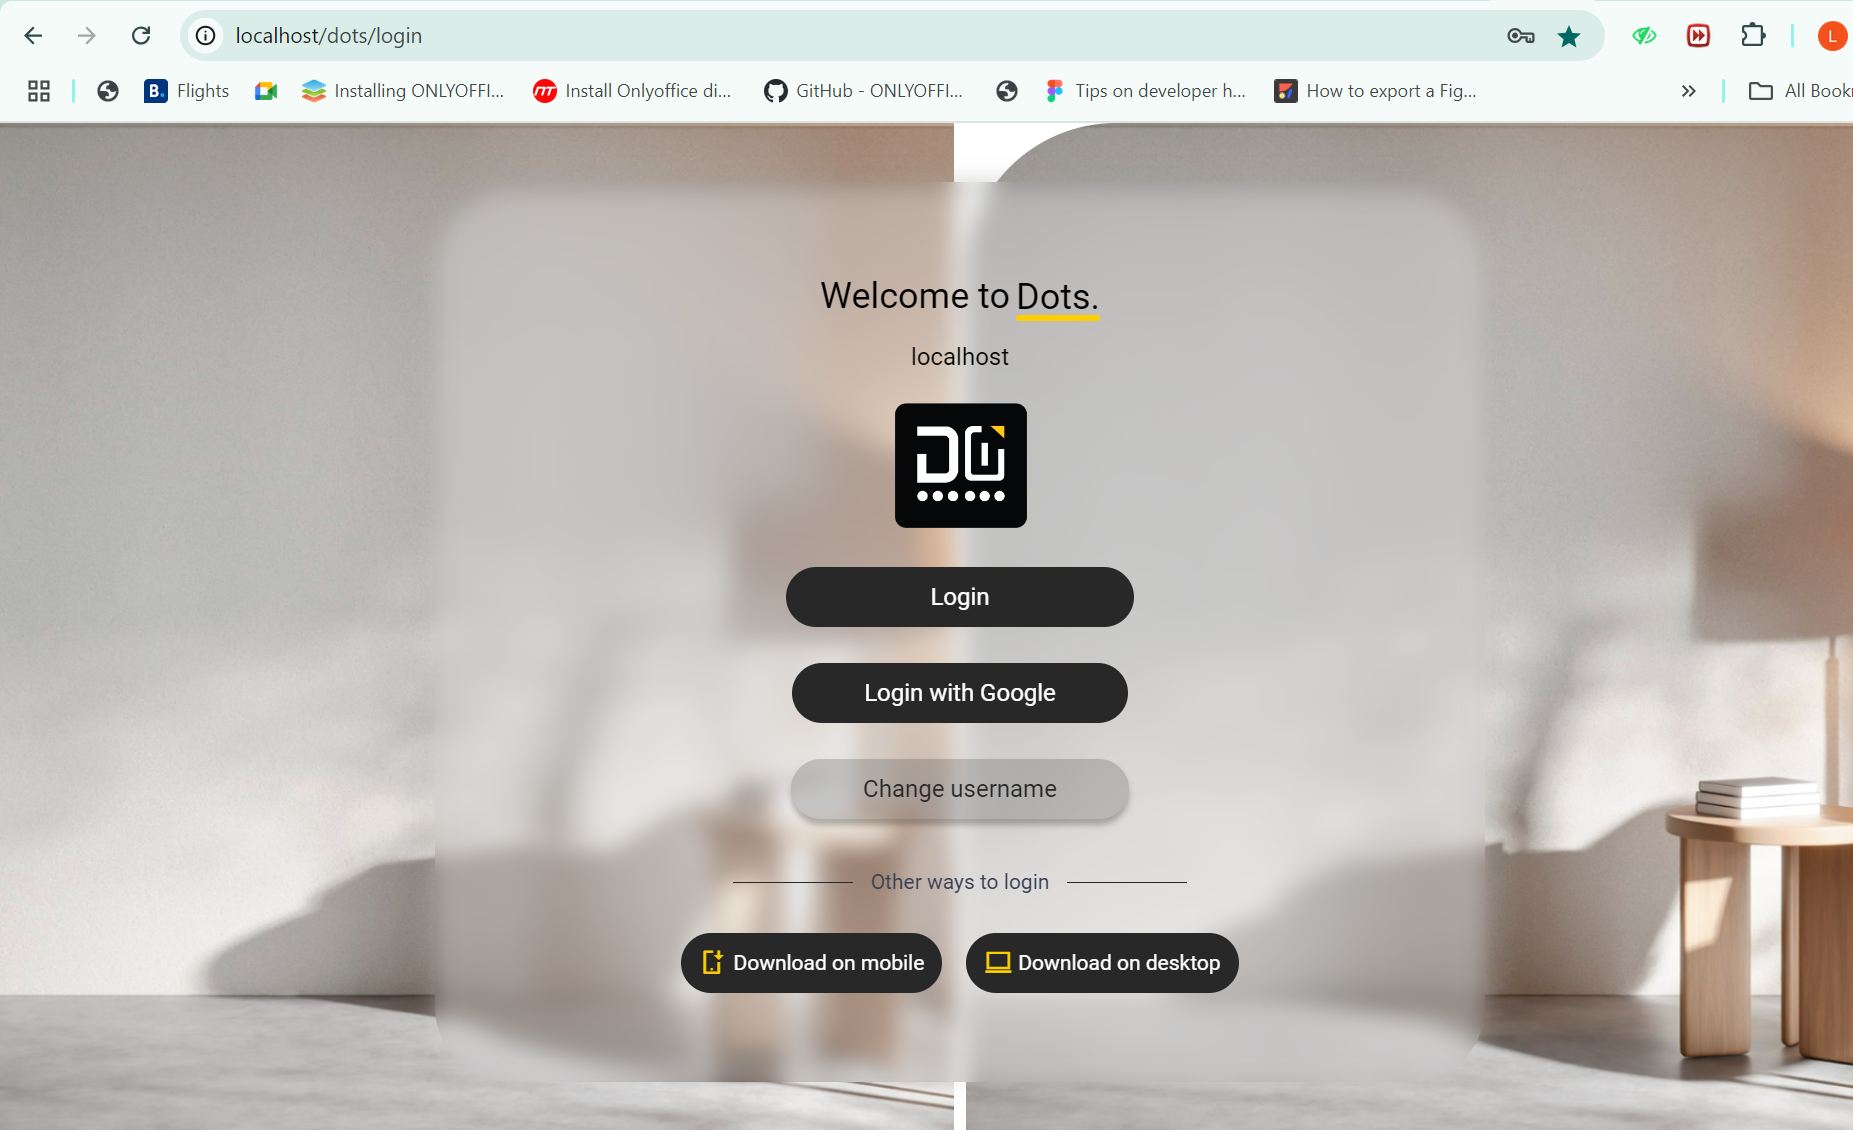 localhost/dots/login
L
B. Flights
Installing ONLYOFFI...
Install Onlyoffice di...
GitHub - ONLYOFFI...
Tips on developer h...
How to export a Fig...
»
All Book
Welcome to Dots.
localhost
Login
Login with Google
Change username
Other ways to login
Download on mobile
Download on desktop